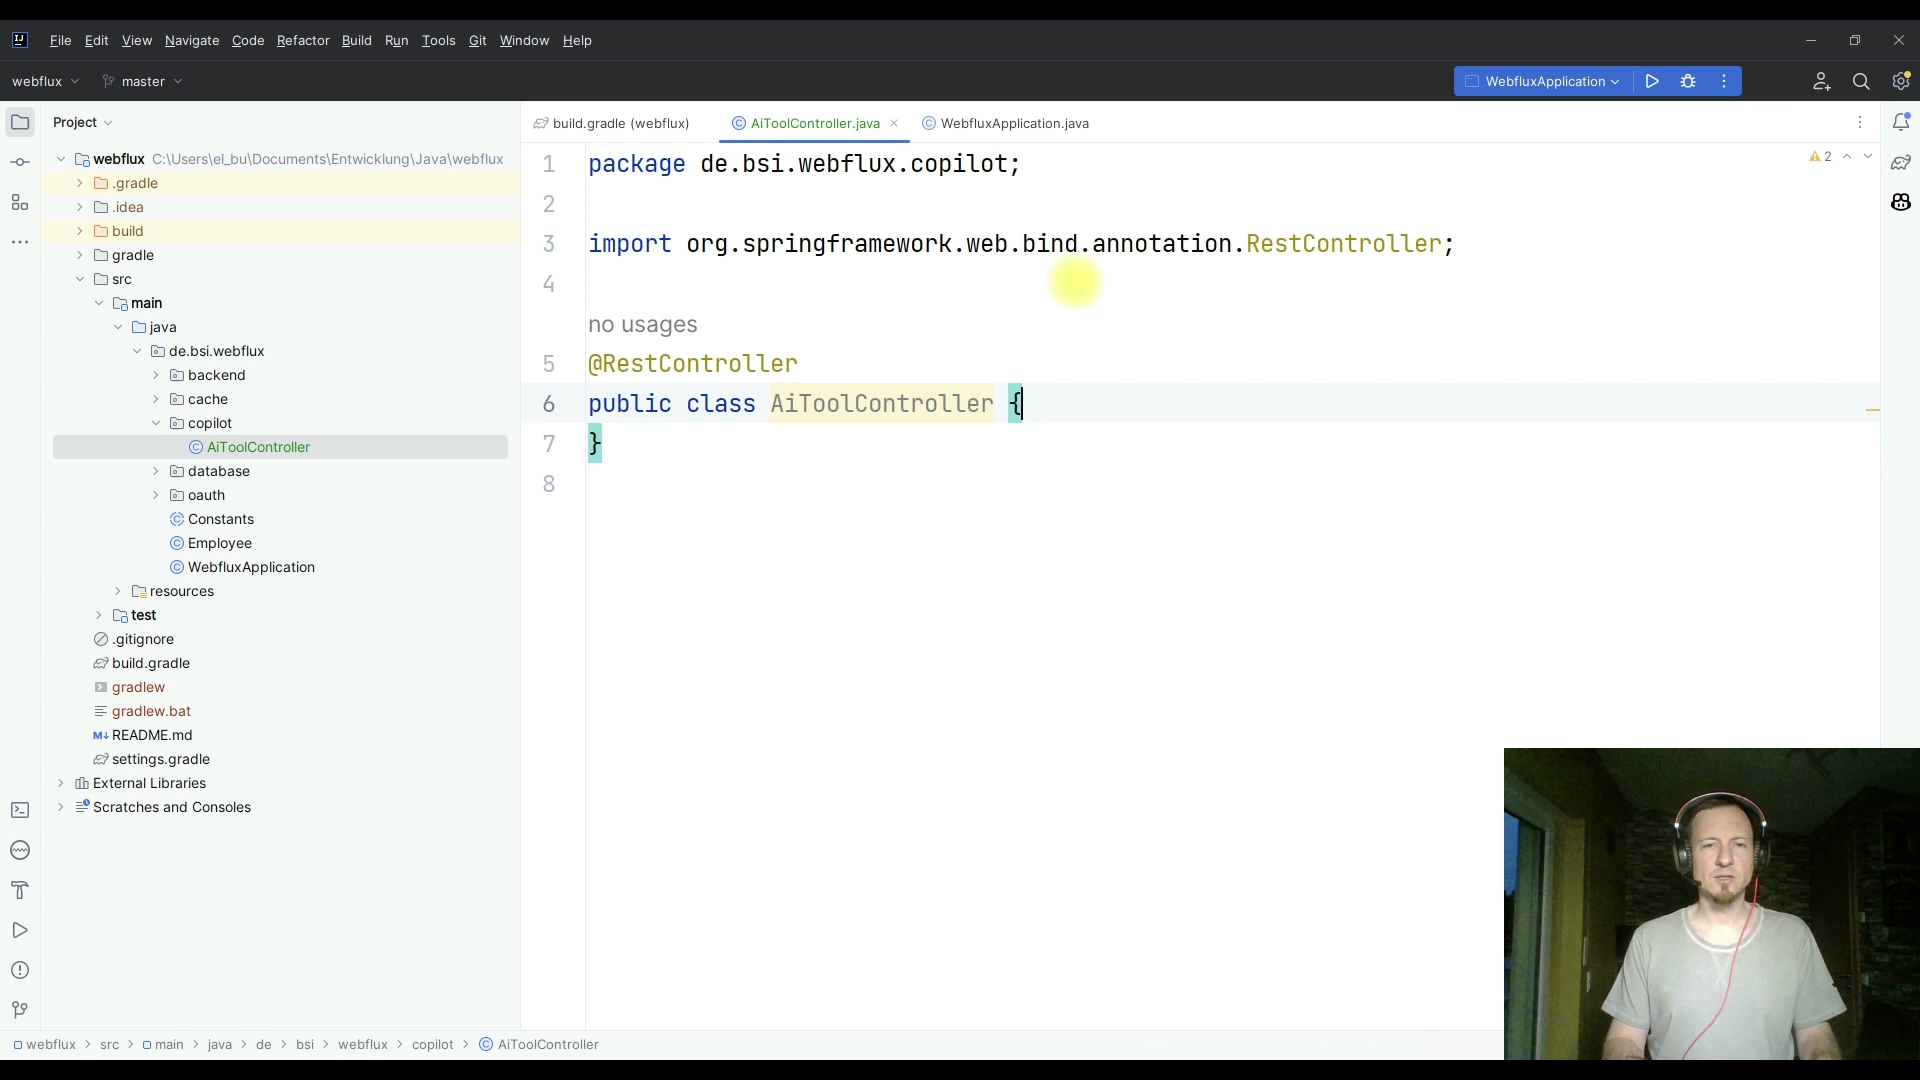 File Edit View Navigate Code Refactor Build Run Tools Git Window Help
webflux master WebfluxApplication
Project
build.gradle (webflux) AiToolController.java WebfluxApplication.java
webflux C:\Users\el_bu\Documents\Entwicklung\Java\webflux
.gradle
.idea
build
gradle
src
main
java
de.bsi.webflux
backend
cache
copilot
AiToolController
database
oauth
Constants
Employee
WebfluxApplication
resources
test
.gitignore
build.gradle
gradlew
gradlew.bat
README.md
settings.gradle
External Libraries
Scratches and Consoles
2
1 package de.bsi.webflux.copilot;
2
3 import org.springframework.web.bind.annotation.RestController;
4
no usages
5 @RestController
6 public class AiToolController {
7 }
8
webflux > src > main > java > de > bsi > webflux > copilot > AiToolController